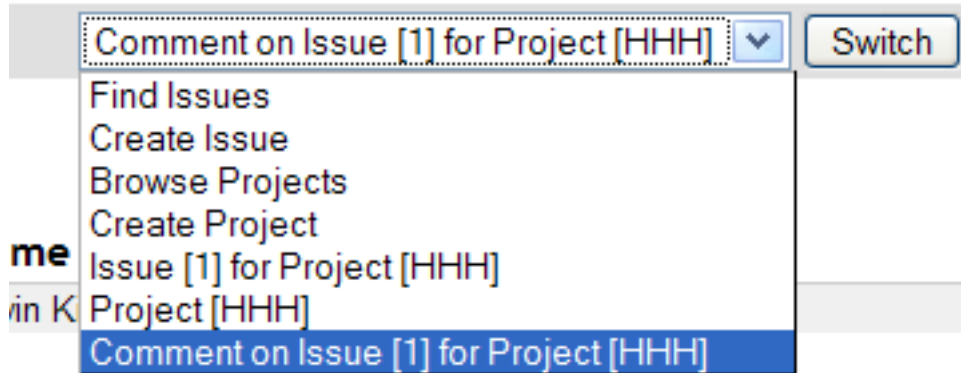 Comment on Issue [1] for Project [HHH] Switch
Find Issues
Create Issue
Browse Projects
Create Project
me
Issue [1] for Project [HHH]
vin K Project [HHH]
Comment on Issue [1] for Project [HHH]